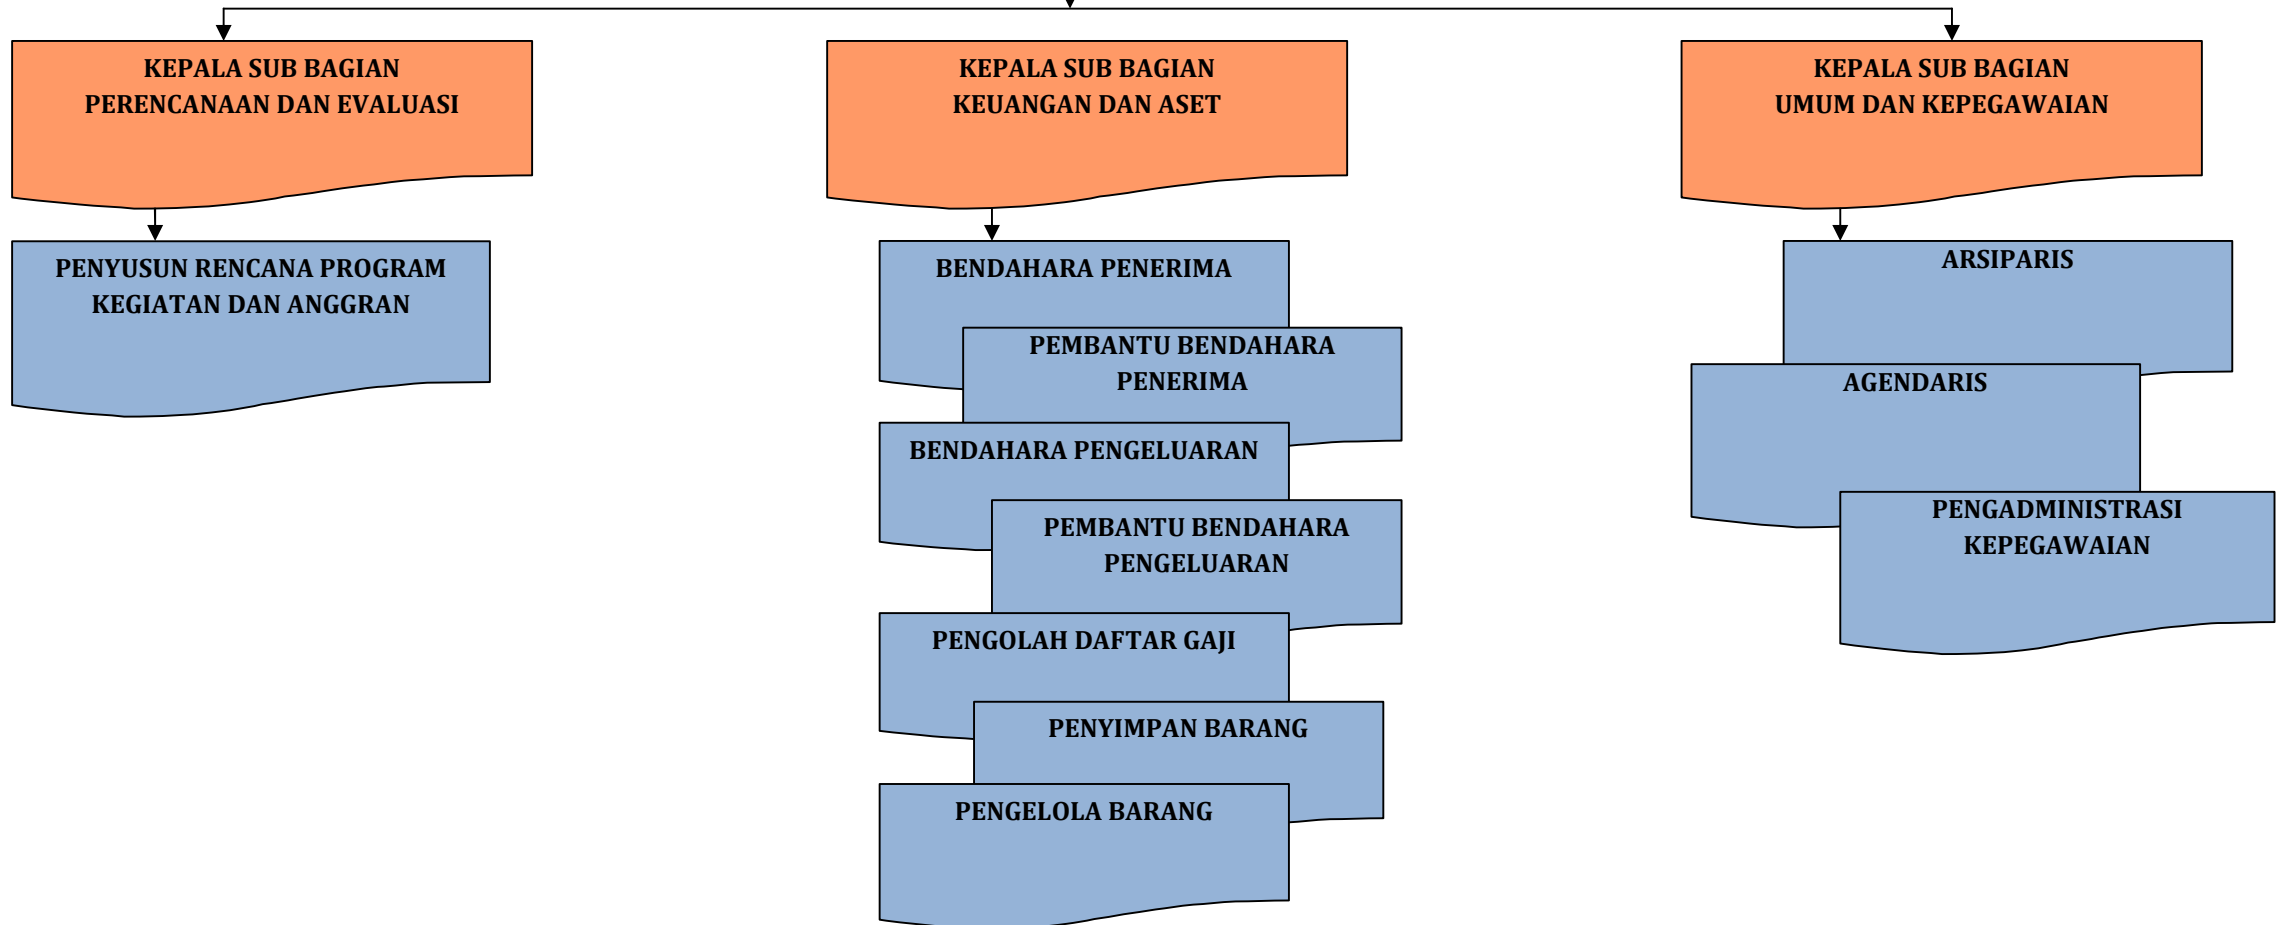 KEPALA SUB BAGIAN
PERENCANAAN DAN EVALUASI
KEPALA SUB BAGIAN
KEUANGAN DAN ASET
KEPALA SUB BAGIAN
UMUM DAN KEPEGAWAIAN
PENYUSUN RENCANA PROGRAM
KEGIATAN DAN ANGGRAN
BENDAHARA PENERIMA
PEMBANTU BENDAHARA
PENERIMA
BENDAHARA PENGELUARAN
PEMBANTU BENDAHARA
PENGELUARAN
PENGOLAH DAFTAR GAJI
PENYIMPAN BARANG
PENGELOLA BARANG
ARSIPARIS
AGENDARIS
PENGADMINISTRASI
KEPEGAWAIAN